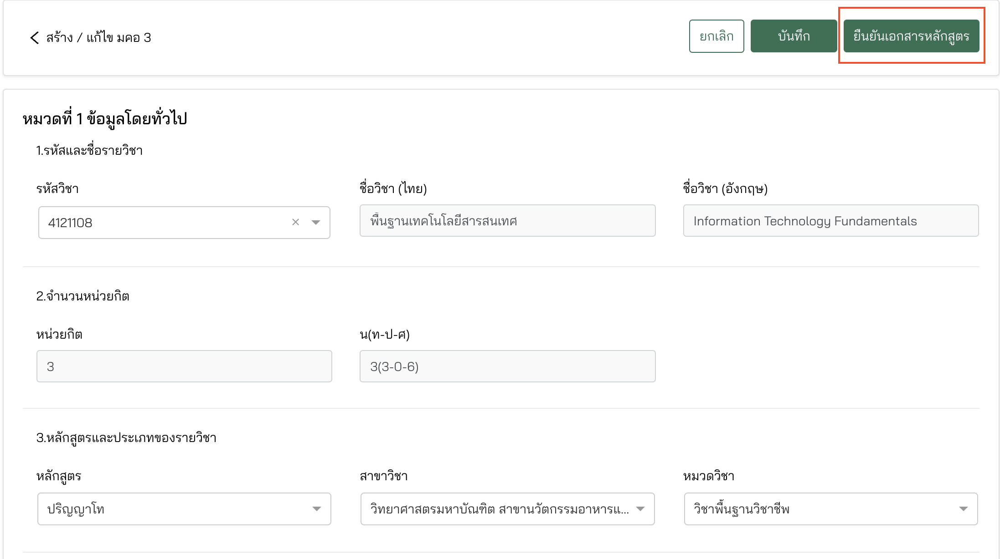 สร้าง / แก้ไข มคอ 3
ยกเลิก
บันทึก
ยืนยันเอกสารหลักสูตร
หมวดที่ 1 ข้อมูลโดยทั่วไป
1.รหัสและชื่อรายวิชา
รหัสวิชา
ชื่อวิชา (ไทย)
ชื่อวิชา (อังกฤษ)
4121108
พื้นฐานเทคโนโลยีสารสนเทศ
Information Technology Fundamentals
2.จำนวนหน่วยกิต
หน่วยกิต
น(ท-ป-ศ)
3
3(3-0-6)
3.หลักสูตรและประเภทของรายวิชา
หลักสูตร
สาขาวิชา
หมวดวิชา
ปริญญาโท
วิทยาศาสตรมหาบัณฑิต สาขานวัตกรรมอาหารแ...
วิชาพื้นฐานวิชาชีพ